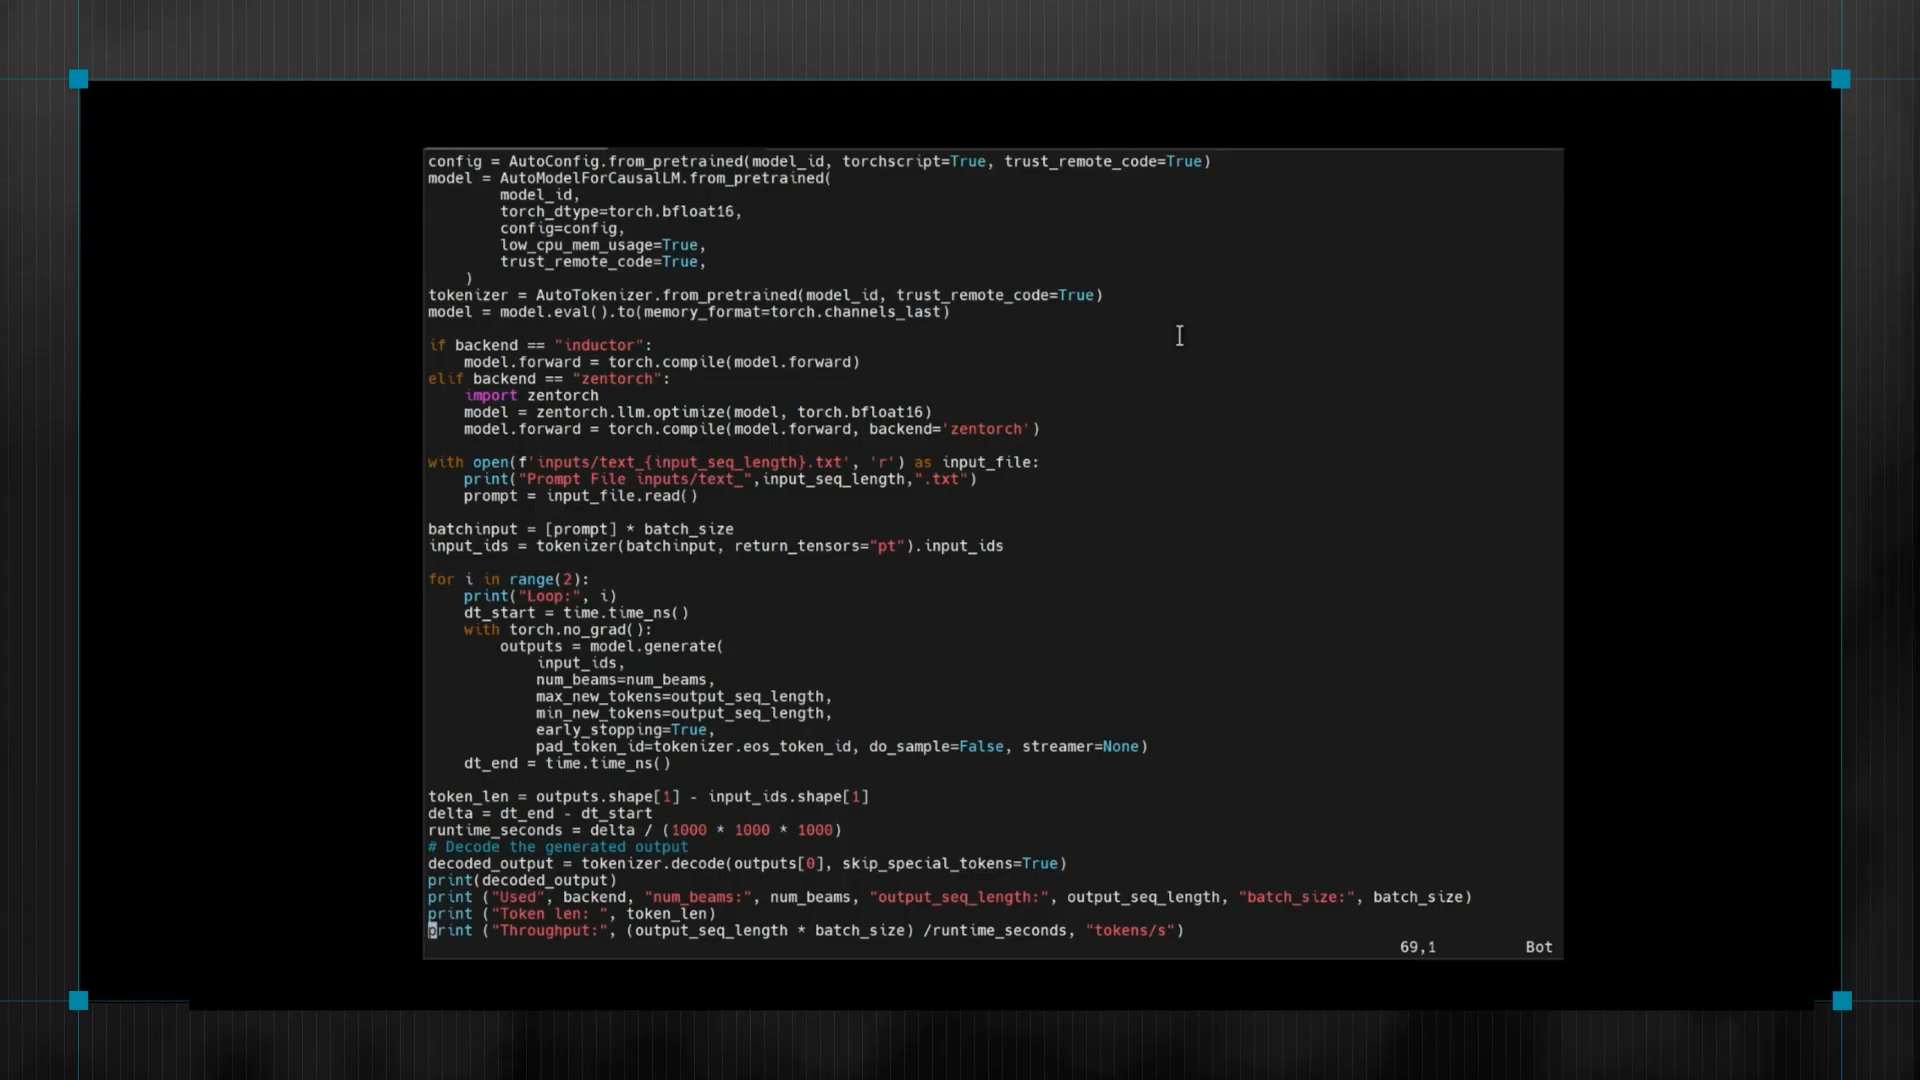 config = AutoConfig.from_pretrained(model_id, torchscript=True, trust_remote_code=True)
model = AutoModelForCausalLM.from_pretrained(
        model_id,
        torch_dtype=torch.bfloat16,
        config=config,
        low_cpu_mem_usage=True,
        trust_remote_code=True,
    )
tokenizer = AutoTokenizer.from_pretrained(model_id, trust_remote_code=True)
model = model.eval().to(memory_format=torch.channels_last)

if backend == "inductor":
    model.forward = torch.compile(model.forward)
elif backend == "zentorch":
    import zentorch
    model = zentorch.llm.optimize(model, torch.bfloat16)
    model.forward = torch.compile(model.forward, backend='zentorch')

with open(f'inputs/text_{input_seq_length}.txt', 'r') as input_file:
    print("Prompt File inputs/text_",input_seq_length,".txt")
    prompt = input_file.read()

batchinput = [prompt] * batch_size
input_ids = tokenizer(batchinput, return_tensors="pt").input_ids

for i in range(2):
    print("Loop:", i)
    dt_start = time.time_ns()
    with torch.no_grad():
        outputs = model.generate(
            input_ids,
            num_beams=num_beams,
            max_new_tokens=output_seq_length,
            min_new_tokens=output_seq_length,
            early_stopping=True,
            pad_token_id=tokenizer.eos_token_id, do_sample=False, streamer=None)
    dt_end = time.time_ns()

token_len = outputs.shape[1] - input_ids.shape[1]
delta = dt_end - dt_start
runtime_seconds = delta / (1000 * 1000 * 1000)
# Decode the generated output
decoded_output = tokenizer.decode(outputs[0], skip_special_tokens=True)
print(decoded_output)
print ("Used", backend, "num_beams:", num_beams, "output_seq_length:", output_seq_length, "batch_size:", batch_size)
print ("Token len: ", token_len)
print ("Throughput:", (output_seq_length * batch_size) /runtime_seconds, "tokens/s")
69,1 Bot